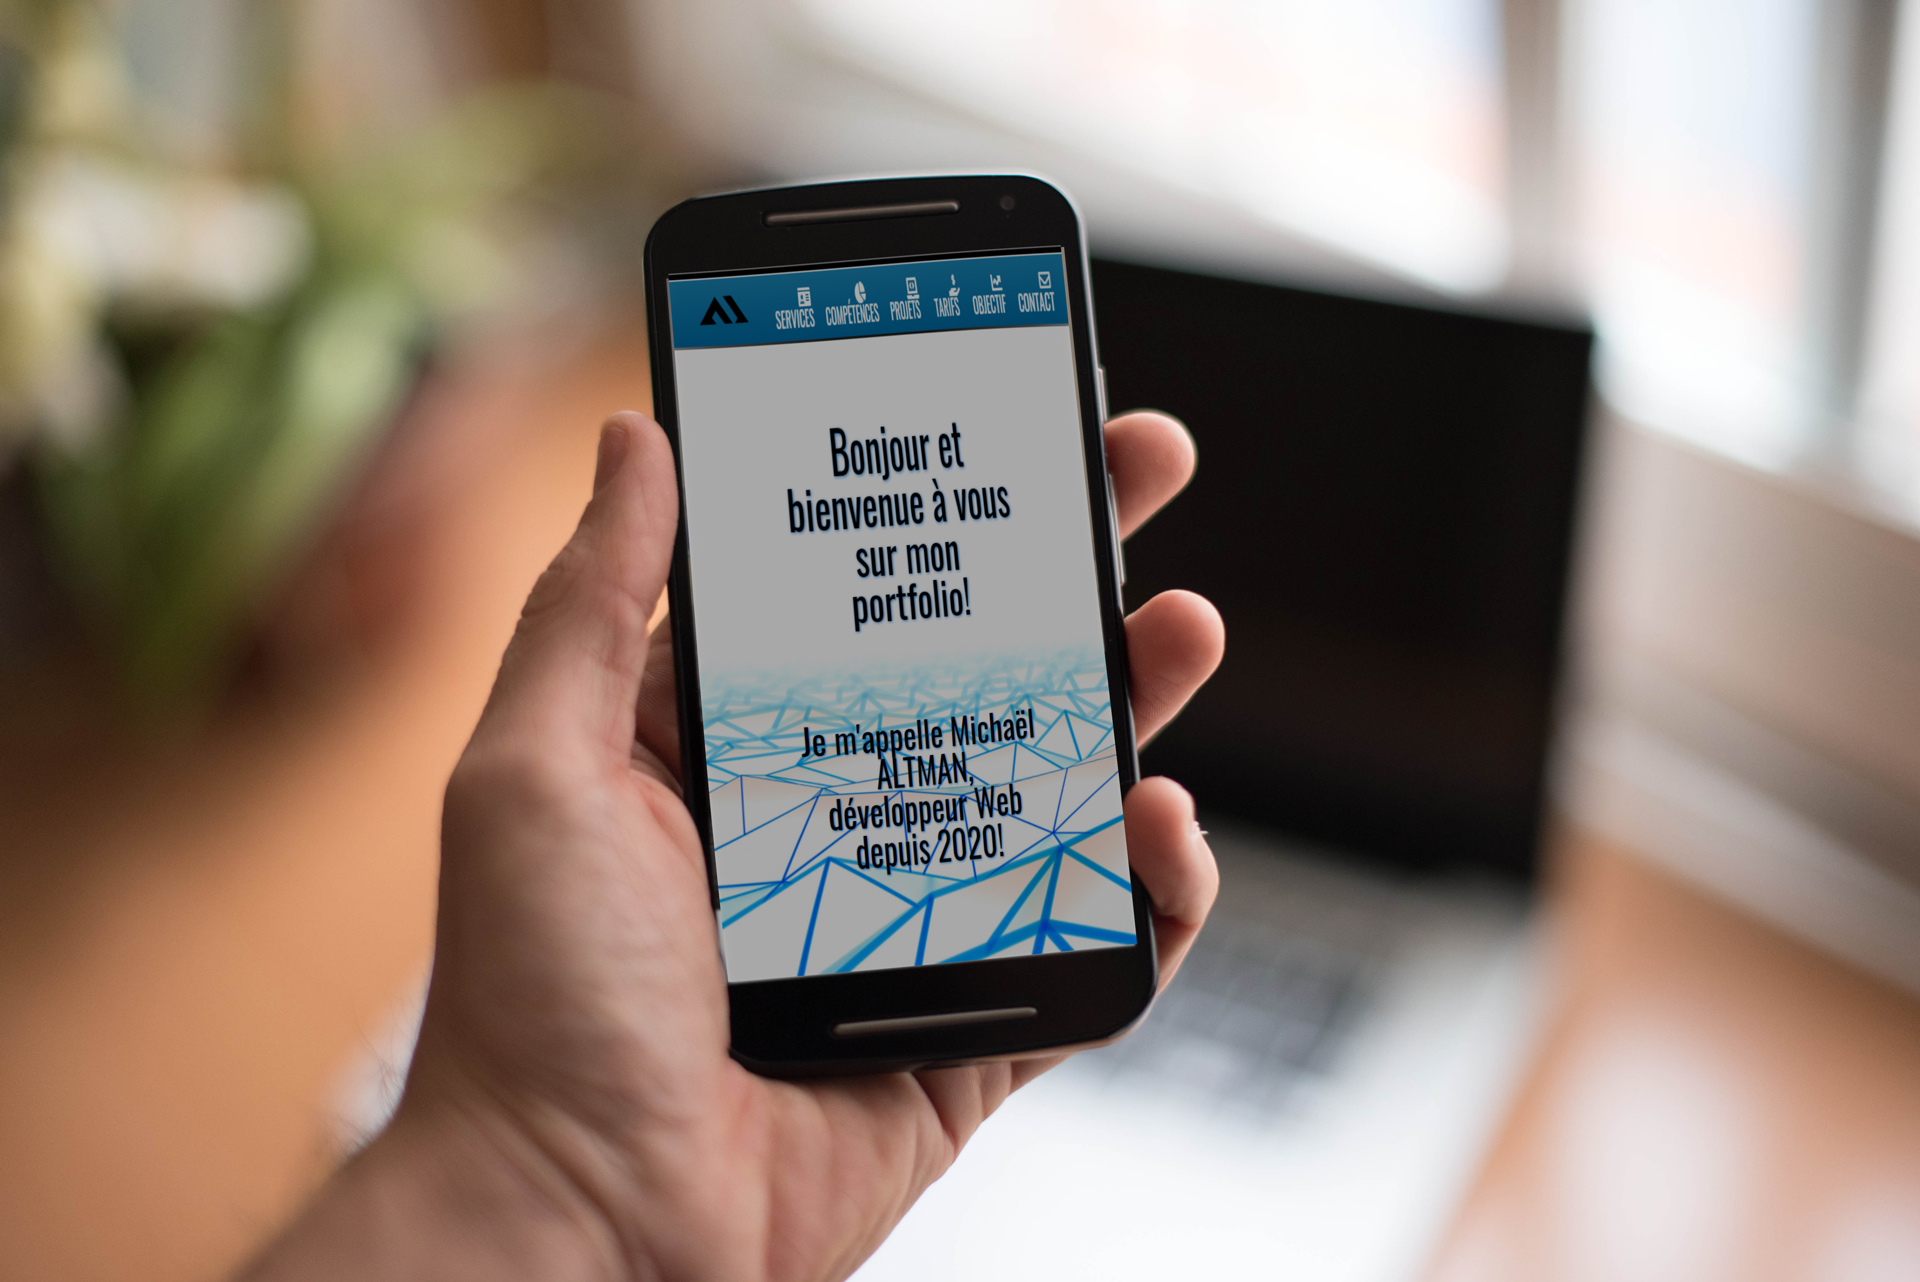 SERVICES COMPÉTENCES PROJETS TARIFS OBJECTIF CONTACT
Bonjour et
bienvenue à vous
sur mon
portfolio!
Je m'appelle Michaël
ALTMAN,
développeur Web
depuis 2020!